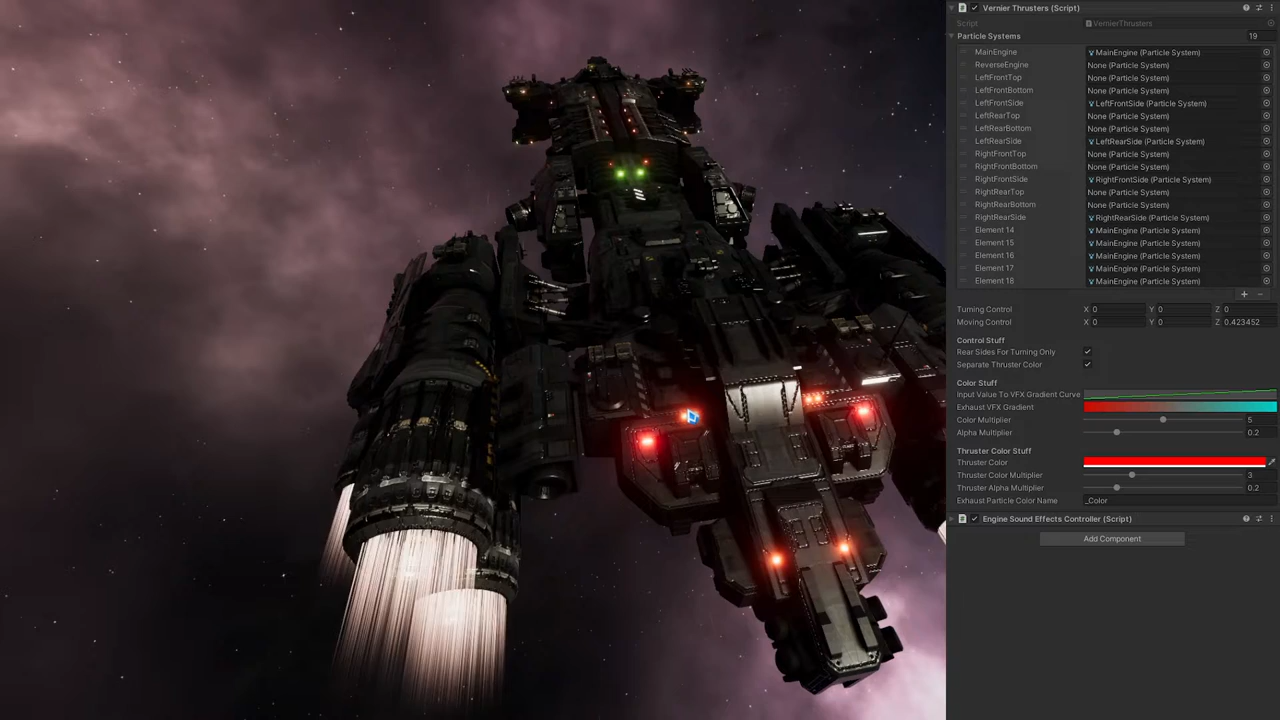 Vernier Thrusters (Script)
Script VernierThrusters
Particle Systems 19
MainEngine MainEngine (Particle System)
ReverseEngine None (Particle System)
LeftFrontTop None (Particle System)
LeftFrontBottom None (Particle System)
LeftFrontSide LeftFrontSide (Particle System)
LeftRearTop None (Particle System)
LeftRearBottom None (Particle System)
LeftRearSide LeftRearSide (Particle System)
RightFrontTop None (Particle System)
RightFrontBottom None (Particle System)
RightFrontSide RightFrontSide (Particle System)
RightRearTop None (Particle System)
RightRearBottom None (Particle System)
RightRearSide RightRearSide (Particle System)
Element 14 MainEngine (Particle System)
Element 15 MainEngine (Particle System)
Element 16 MainEngine (Particle System)
Element 17 MainEngine (Particle System)
Element 18 MainEngine (Particle System)
Turning Control X 0 Y 0 Z 0
Moving Control X 0 Y 0 Z 0.423452
Control Stuff
Rear Sides For Turning Only
Separate Thruster Color
Color Stuff
Input Value To VFX Gradient Curve
Exhaust VFX Gradient
Color Multiplier 5
Alpha Multiplier 0.2
Thruster Color Stuff
Thruster Color
Thruster Color Multiplier 3
Thruster Alpha Multiplier 0.2
Exhaust Particle Color Name _Color
Engine Sound Effects Controller (Script)
Add Component